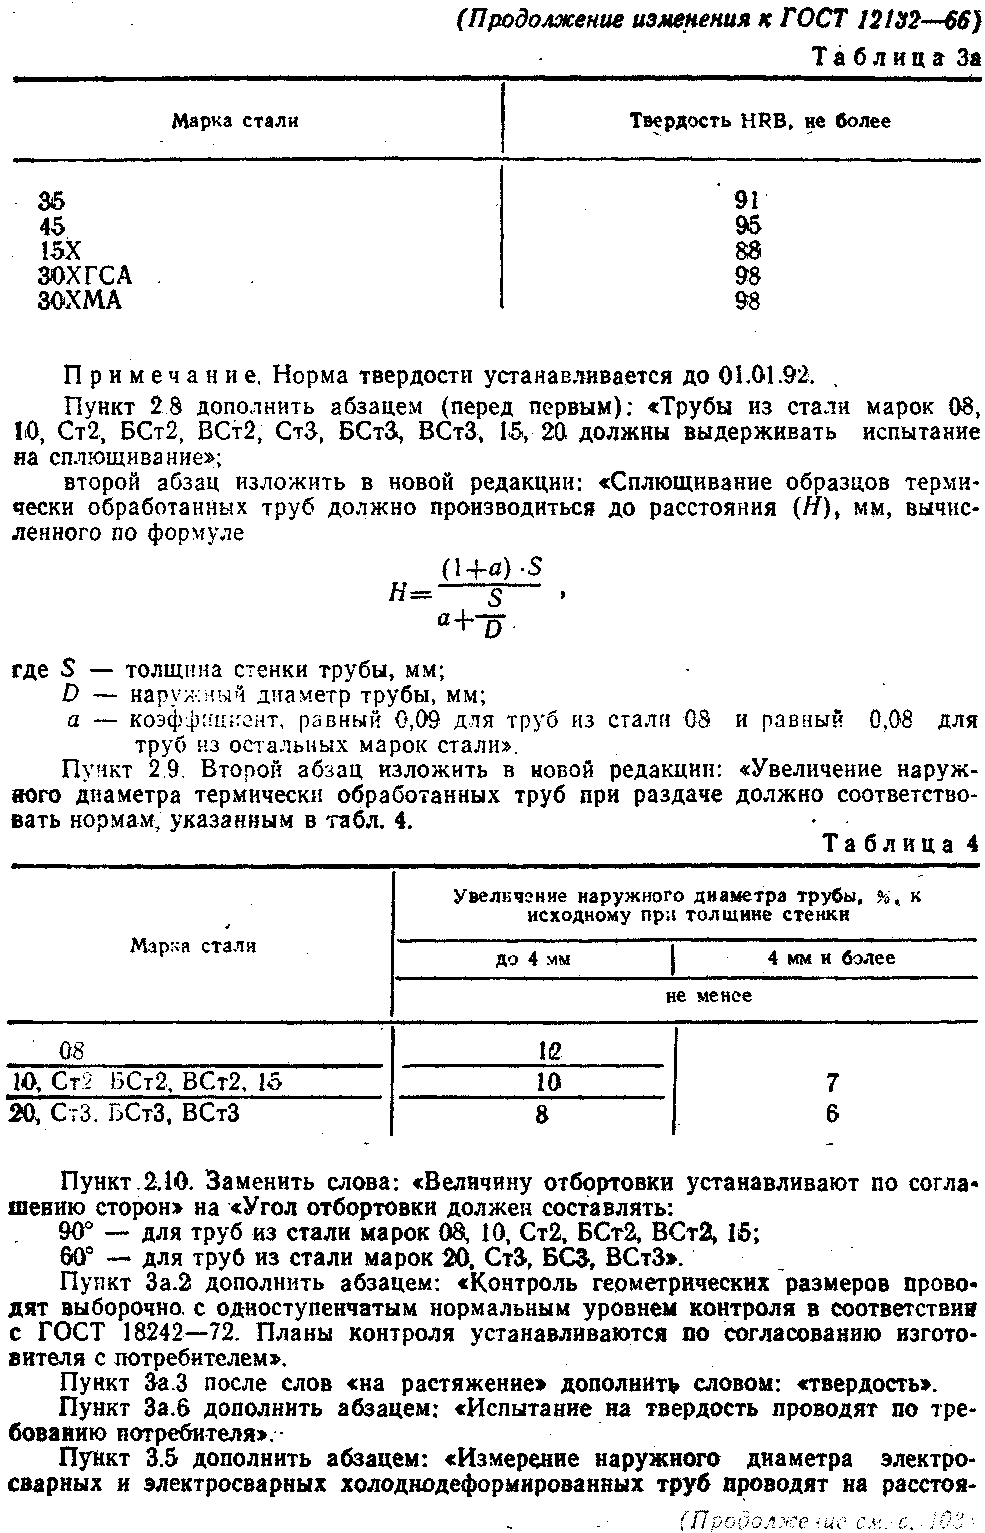 (Продолжение изменения к ГОСТ 12132—66)
Таблица 3а
Марка стали
Твердость HRB, не более
35 91
45 95
15Х 88
30ХГСА 98
30ХМА 98
Примечание. Норма твердости устанавливается до 01.01.92.
Пункт 2.8 дополнить абзацем (перед первым): «Трубы из стали марок 08,
10, Ст2, БСт2, ВСт2, Ст3, БСт3, ВСт3, 15, 20 должны выдерживать испытание
на сплющивание»;
второй абзац изложить в новой редакции: «Сплющивание образцов терми-
чески обработанных труб должно производиться до расстояния (H), мм, вычис-
ленного по формуле
(1+a)·S
H= ,
a+ S/D
где S — толщина стенки трубы, мм;
D — наружный диаметр трубы, мм;
a — коэффициент, равный 0,09 для труб из стали 08 и равный 0,08 для
труб из остальных марок стали».
Пункт 2.9. Второй абзац изложить в новой редакции: «Увеличение наруж-
ного диаметра термически обработанных труб при раздаче должно соответство-
вать нормам, указанным в табл. 4.
Таблица 4
Марка стали
Увеличение наружного диаметра трубы, %, к
исходному при толщине стенки
до 4 мм 4 мм и более
не менее
08 12
10, Ст2 БСт2, ВСт2, 15 10 7
20, Ст3. БСт3, ВСт3 8 6
Пункт 2.10. Заменить слова: «Величину отбортовки устанавливают по согла-
шению сторон» на «Угол отбортовки должен составлять:
90° — для труб из стали марок 08, 10, Ст2, БСт2, ВСт2, 15;
60° — для труб из стали марок 20, Ст3, БС3, ВСт3».
Пункт 3а.2 дополнить абзацем: «Контроль геометрических размеров прово-
дят выборочно с одноступенчатым нормальным уровнем контроля в соответствии
с ГОСТ 18242—72. Планы контроля устанавливаются по согласованию изгото-
вителя с потребителем».
Пункт 3а.3 после слов «на растяжение» дополнить словом: «твердость».
Пункт 3а.6 дополнить абзацем: «Испытание на твердость проводят по тре-
бованию потребителя».
Пункт 3.5 дополнить абзацем: «Измерение наружного диаметра электро-
сварных и электросварных холоднодеформированных труб проводят на расстоя-
(Продолжение см. с. 103)